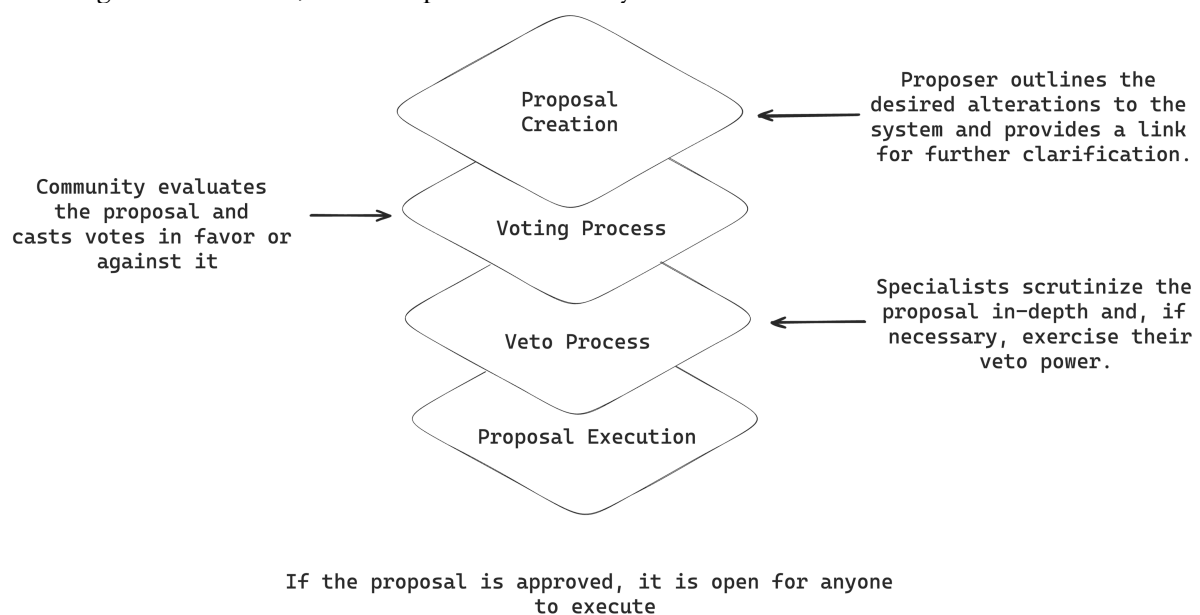 Proposal
Creation
Proposer outlines the
desired alterations to the
system and provides a link
for further clarification.
Community evaluates
the proposal and
casts votes in favor or
against it
Voting Process
Specialists scrutinize the
proposal in-depth and, if
necessary, exercise their
veto power.
Veto Process
Proposal Execution
If the proposal is approved, it is open for anyone
to execute